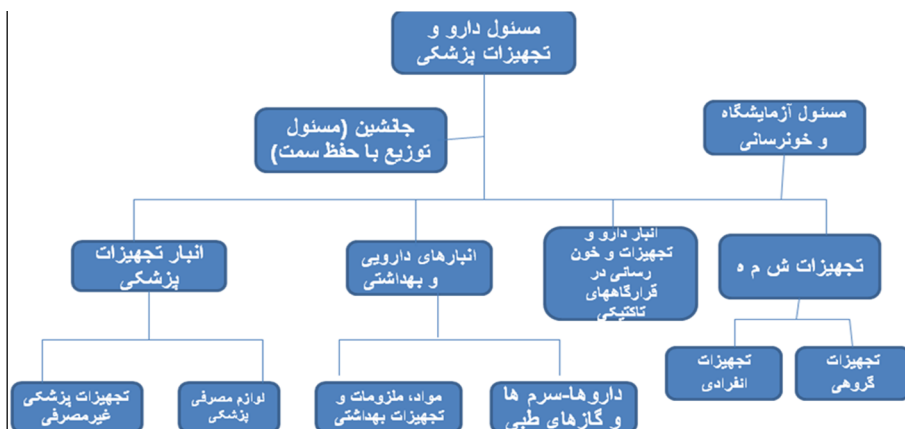 مسئول دارو و
تجهیزات پزشکی
جانشین (مسئول
توزیع با حفظ سمت)
مسئول آزمایشگاه
و خونرسانی
انبار تجهیزات
پزشکی
انبارهای دارویی
و بهداشتی
انبار دارو و
تجهیزات و خون
رسانی در
قرارگاههای
تاکتیکی
تجهیزات ش م ه
تجهیزات پزشکی
غیرمصرفی
لوازم مصرفی
پزشکی
مواد، ملزومات و
تجهیزات بهداشتی
داروها-سرم ها
و گازهای طبی
تجهیزات
انفرادی
تجهیزات
گروهی